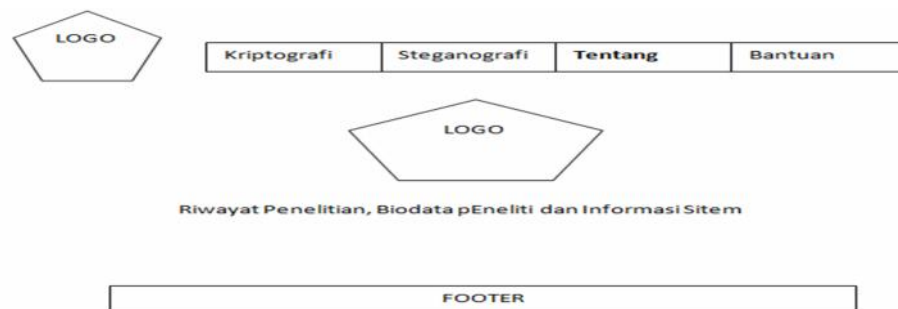 LOGO
Kriptografi Steganografi Tentang Bantuan
LOGO
Riwayat Penelitian, Biodata pEneliti dan Informasi Sitem
FOOTER